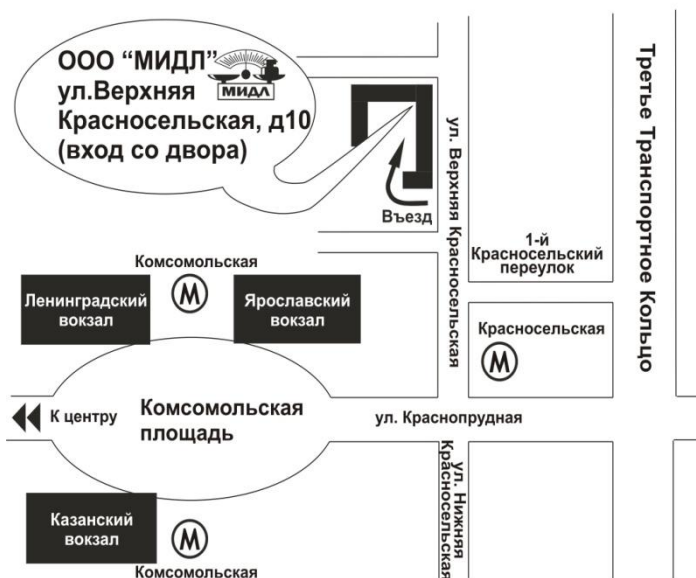 ООО “МИДЛ”
ул.Верхняя
Красносельская, д10
(вход со двора)
МИДЛ
Въезд
ул. Верхняя Красносельская
Третье Транспортное Кольцо
1-й
Красносельский
переулок
Комсомольская
М
Ленинградский
вокзал
Ярославский
вокзал
Красносельская
М
К центру
Комсомольская
площадь
ул. Краснопрудная
ул. Нижняя
Красносельская
Казанский
вокзал
М
Комсомольская